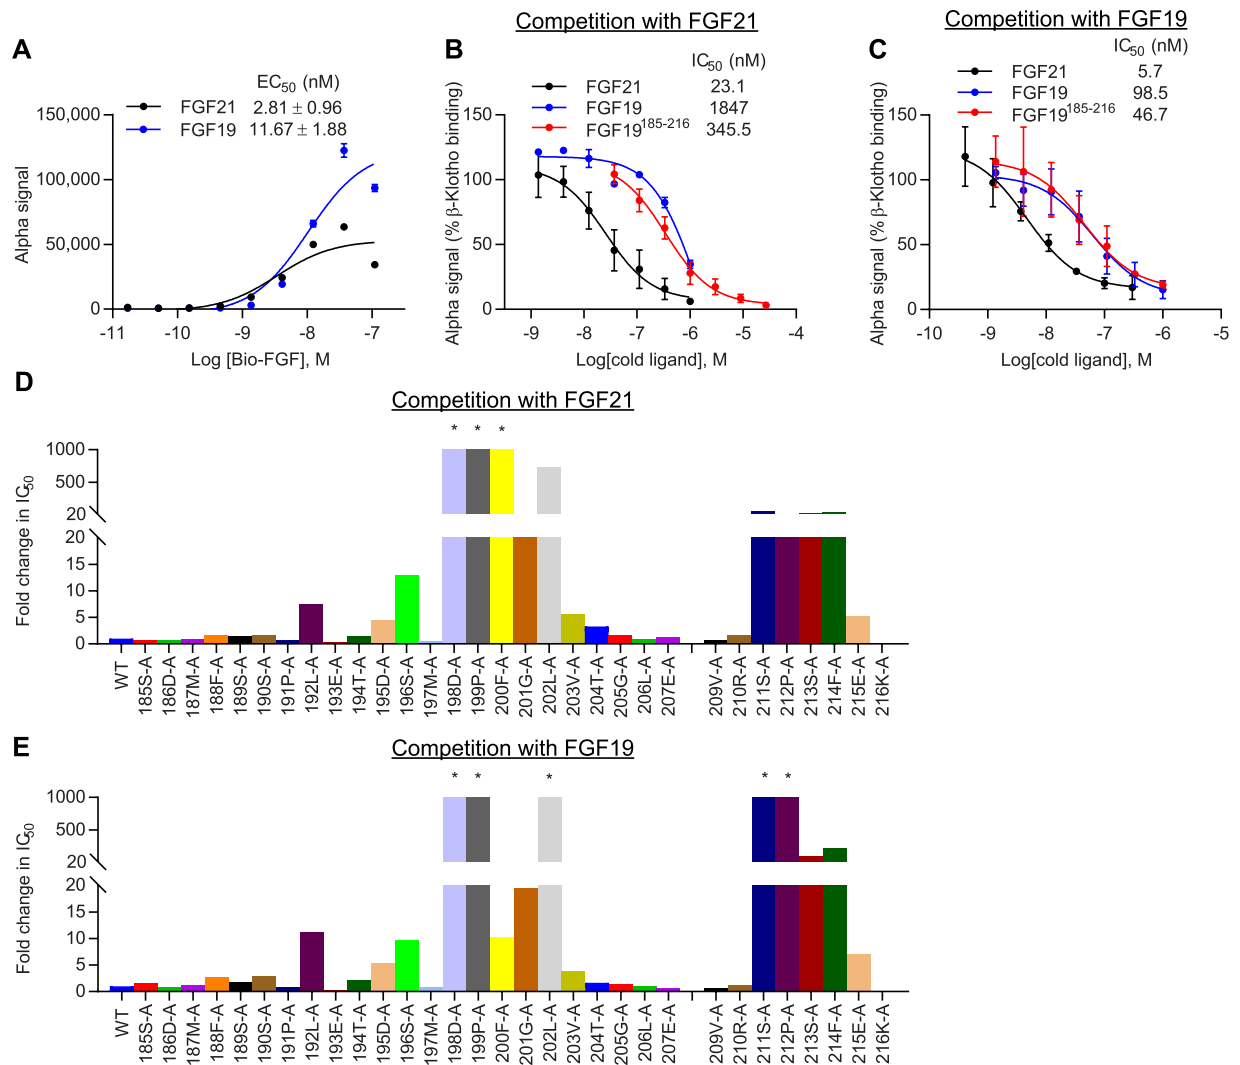 Competition with FGF21
Competition with FGF19
A
B
C
EC50 (nM)
FGF21 2.81 ± 0.96
FGF19 11.67 ± 1.88
150,000
100,000
50,000
0
Alpha signal
-11 -10 -9 -8 -7
Log [Bio-FGF], M
IC50 (nM)
FGF21 23.1
FGF19 1847
FGF19185-216 345.5
150
100
50
0
Alpha signal (% β-Klotho binding)
-9 -8 -7 -6 -5 -4
Log[cold ligand], M
IC50 (nM)
FGF21 5.7
FGF19 98.5
FGF19185-216 46.7
150
100
50
0
Alpha signal (% β-Klotho binding)
-10 -9 -8 -7 -6 -5
Log[cold ligand], M
D
Competition with FGF21
* * *
1000
500
20
20
15
10
5
0
Fold change in IC50
WT 185S-A 186D-A 187M-A 188F-A 189S-A 190S-A 191P-A 192L-A 193E-A 194T-A 195D-A 196S-A 197M-A 198D-A 199P-A 200F-A 201G-A 202L-A 203V-A 204T-A 205G-A 206L-A 207E-A 209V-A 210R-A 211S-A 212P-A 213S-A 214F-A 215E-A 216K-A
E
Competition with FGF19
* * * * *
1000
500
20
20
15
10
5
0
Fold change in IC50
WT 185S-A 186D-A 187M-A 188F-A 189S-A 190S-A 191P-A 192L-A 193E-A 194T-A 195D-A 196S-A 197M-A 198D-A 199P-A 200F-A 201G-A 202L-A 203V-A 204T-A 205G-A 206L-A 207E-A 209V-A 210R-A 211S-A 212P-A 213S-A 214F-A 215E-A 216K-A